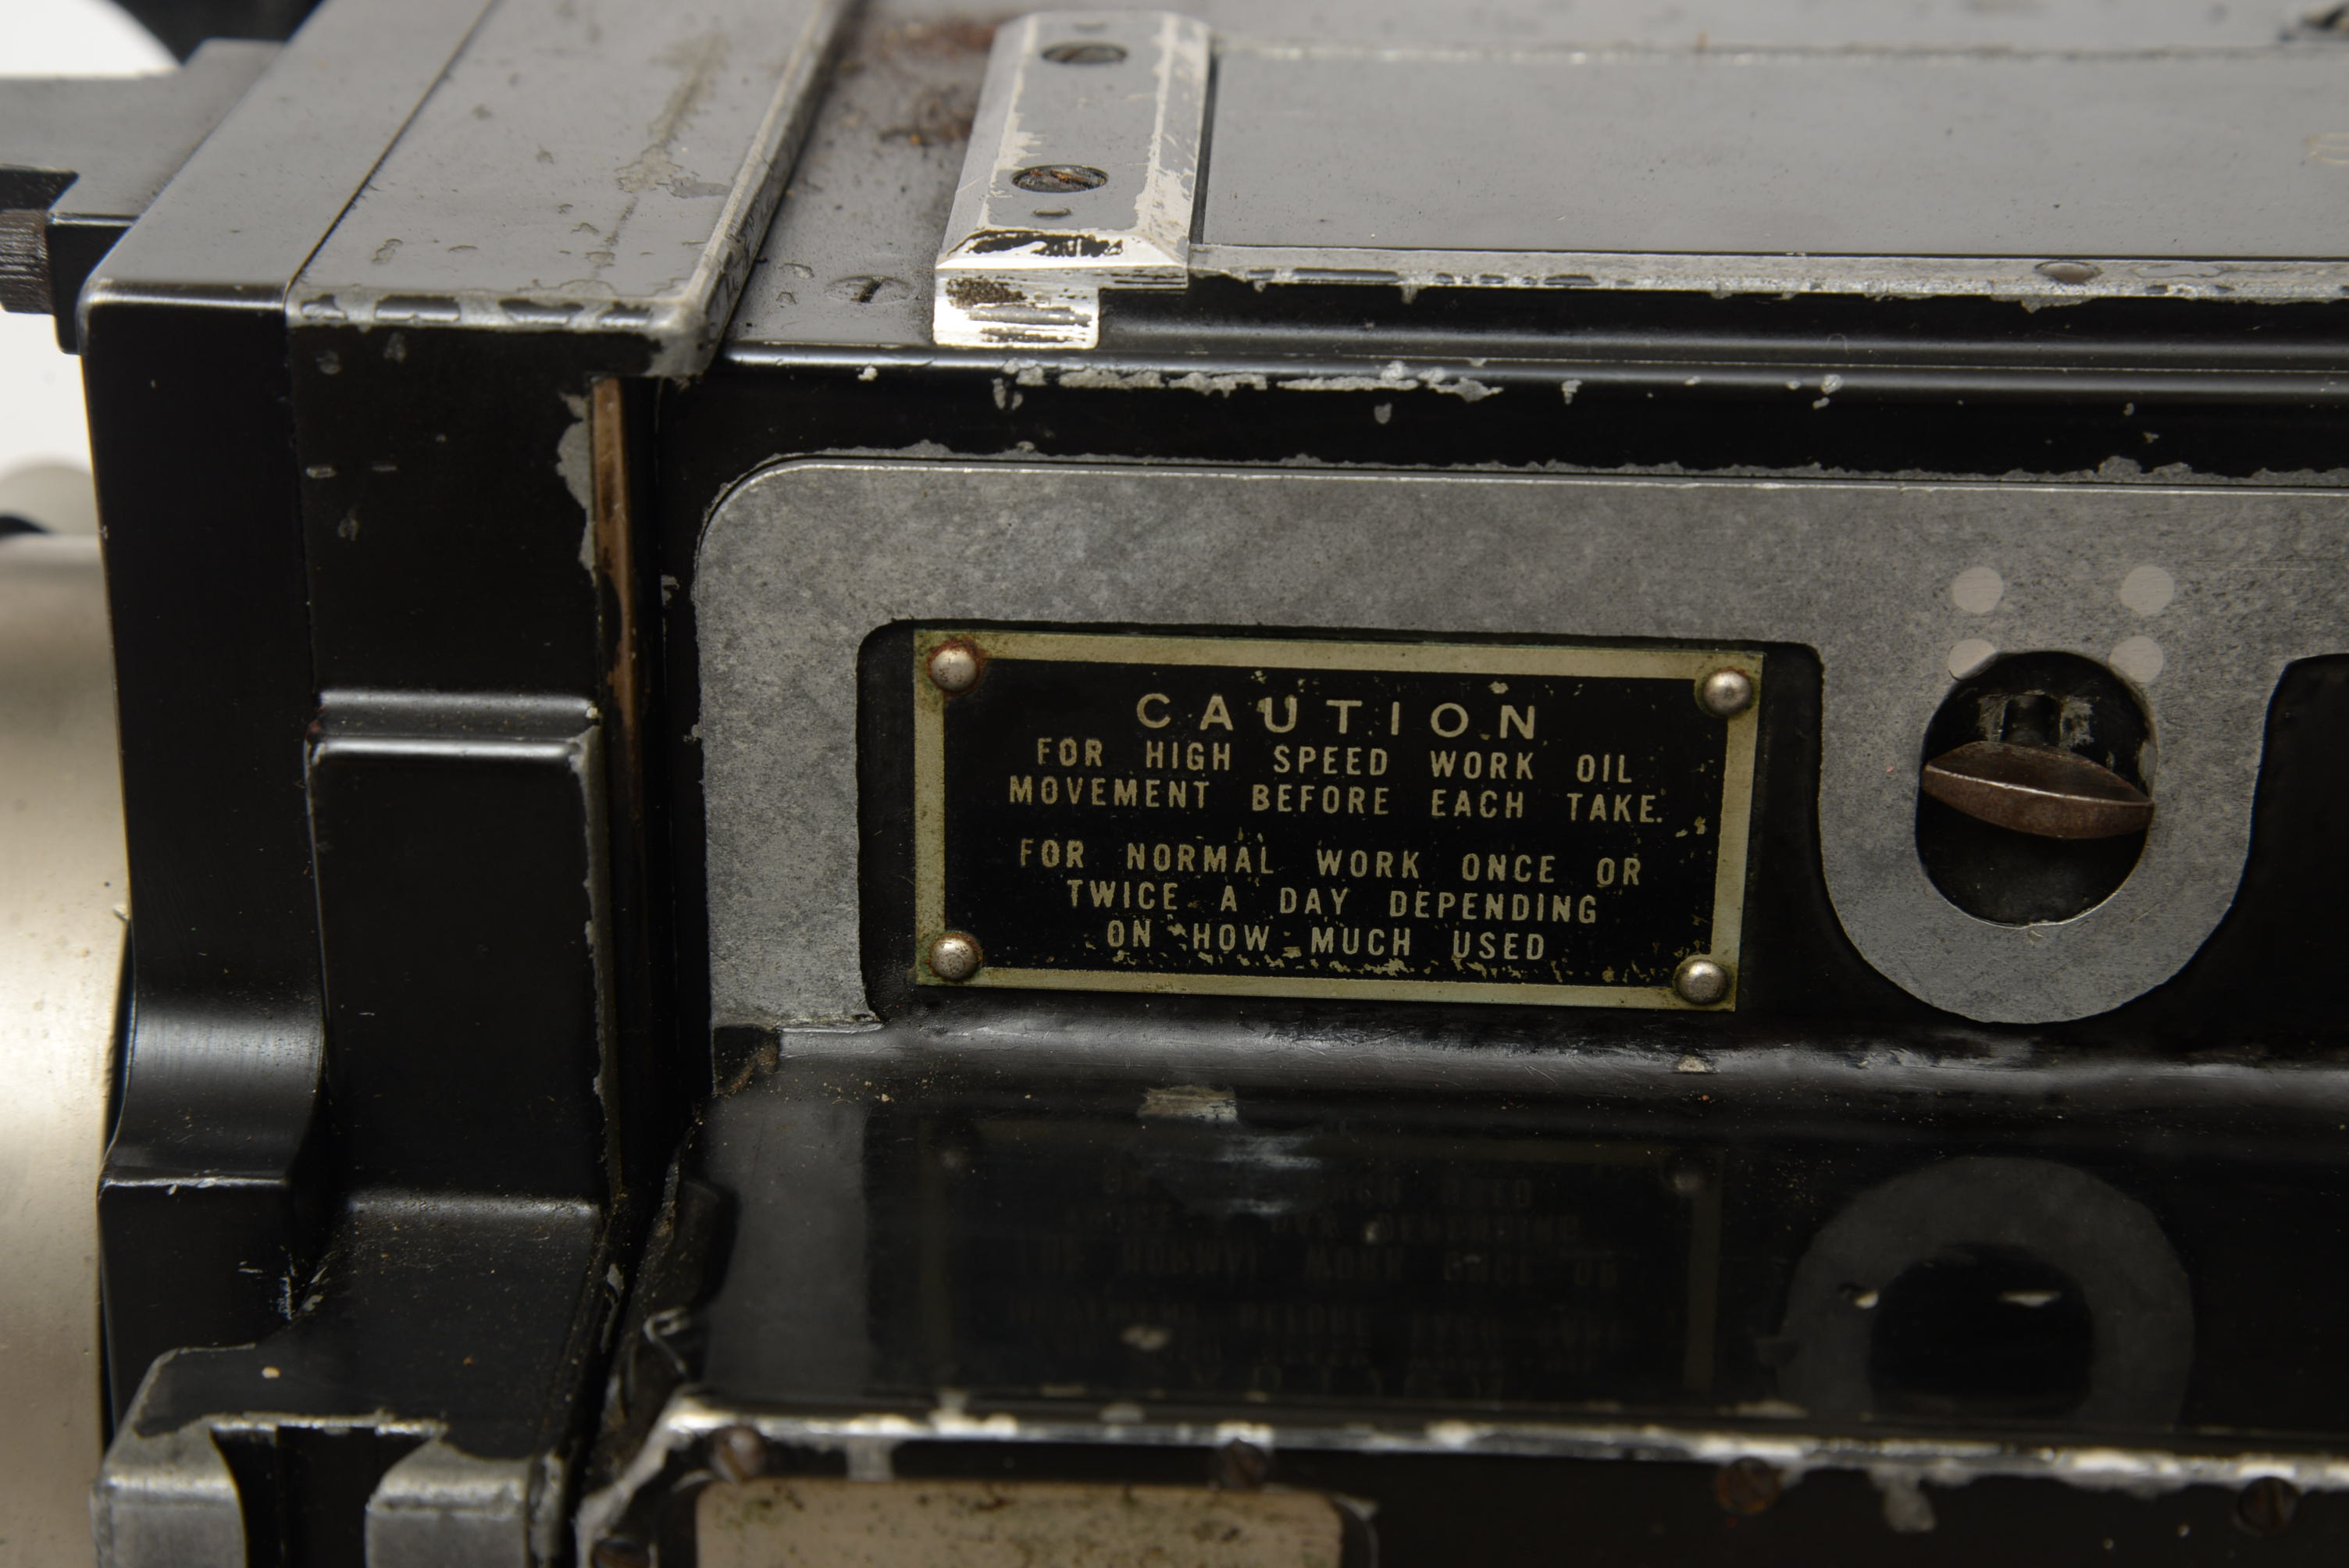 CAUTION
FOR HIGH SPEED WORK OIL
MOVEMENT BEFORE EACH TAKE.
FOR NORMAL WORK ONCE OR
TWICE A DAY DEPENDING
ON HOW MUCH USED